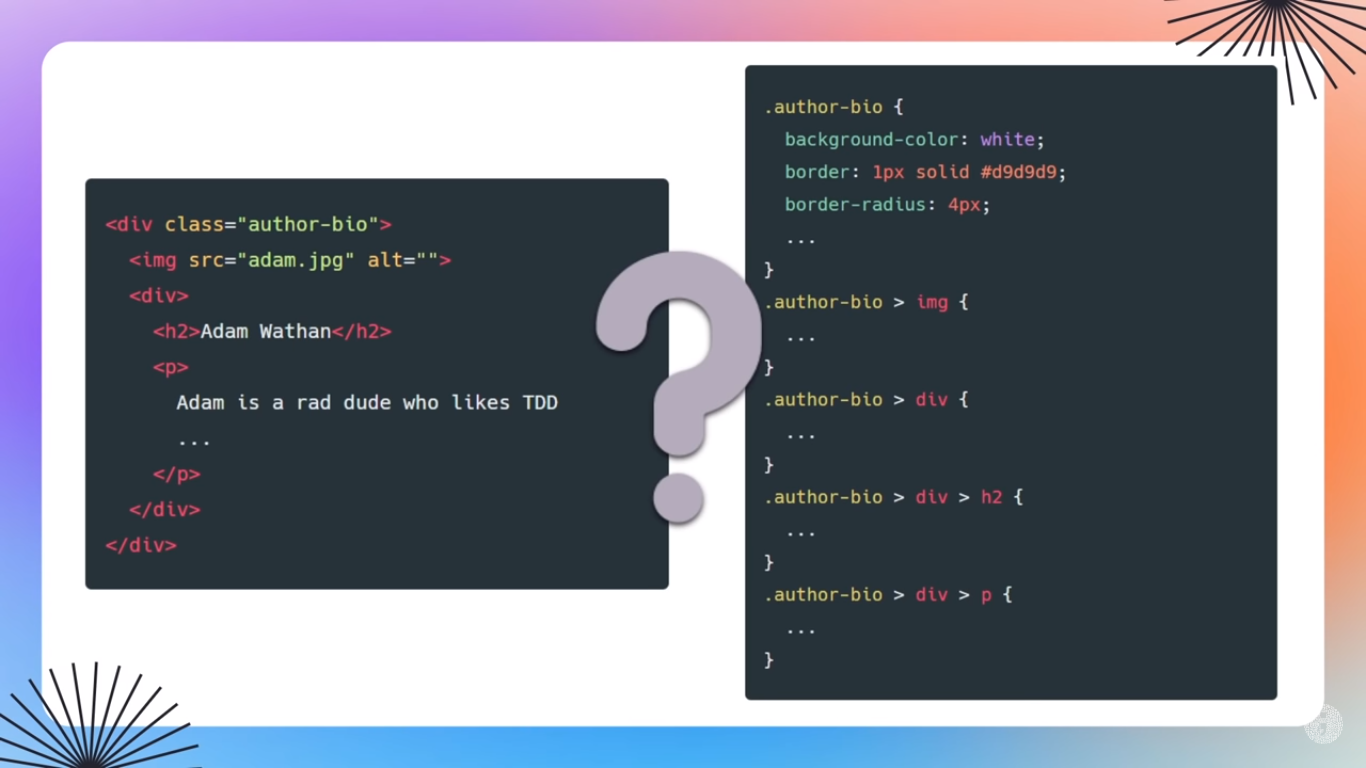 <div class="author-bio">
<img src="adam.jpg" alt="">
<div>
<h2>Adam Wathan</h2>
<p>
Adam is a rad dude who likes TDD
...
</p>
</div>
</div>
?
.author-bio {
background-color: white;
border: 1px solid #d9d9d9;
border-radius: 4px;
...
}
.author-bio > img {
...
}
.author-bio > div {
...
}
.author-bio > div > h2 {
...
}
.author-bio > div > p {
...
}